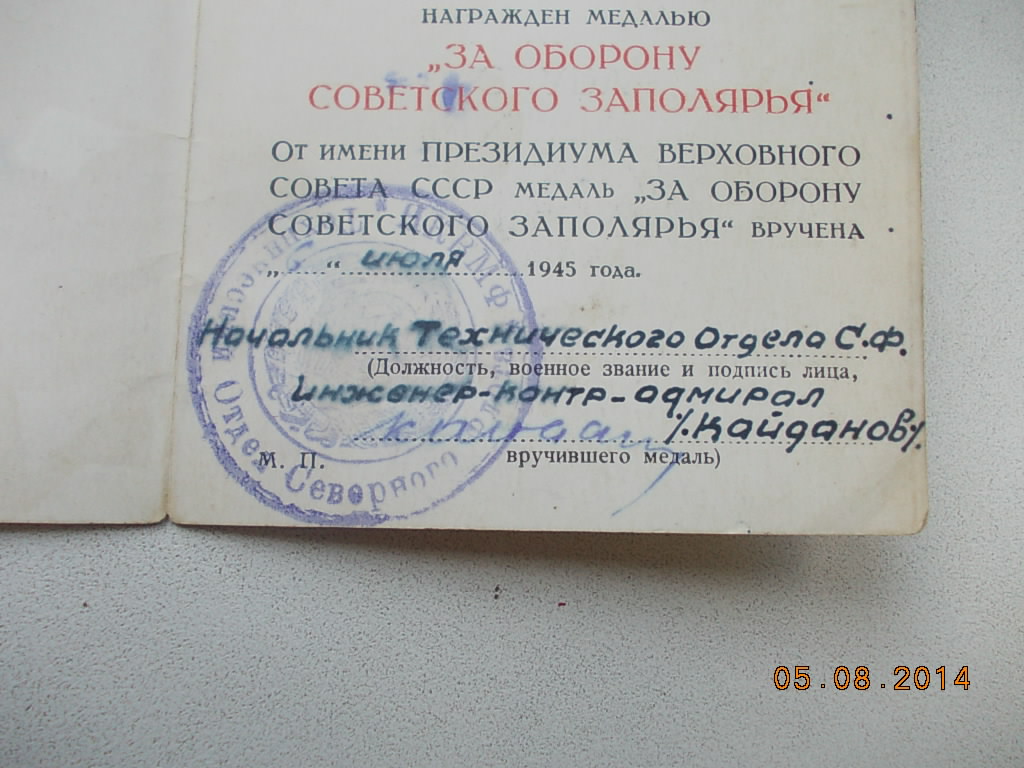 НАГРАЖДЕН МЕДАЛЬЮ
„ЗА ОБОРОНУ
СОВЕТСКОГО ЗАПОЛЯРЬЯ“
От имени ПРЕЗИДИУМА ВЕРХОВНОГО
СОВЕТА СССР медаль „ЗА ОБОРОНУ
СОВЕТСКОГО ЗАПОЛЯРЬЯ“ вручена
„ “ июля 1945 года.
Начальник Технического Отдела С.Ф.
(Должность, военное звание и подпись лица,
Инженер-контр-адмирал
/.Кайданов/.
М. П. вручившего медаль)
Отдел Северного
05.08.2014